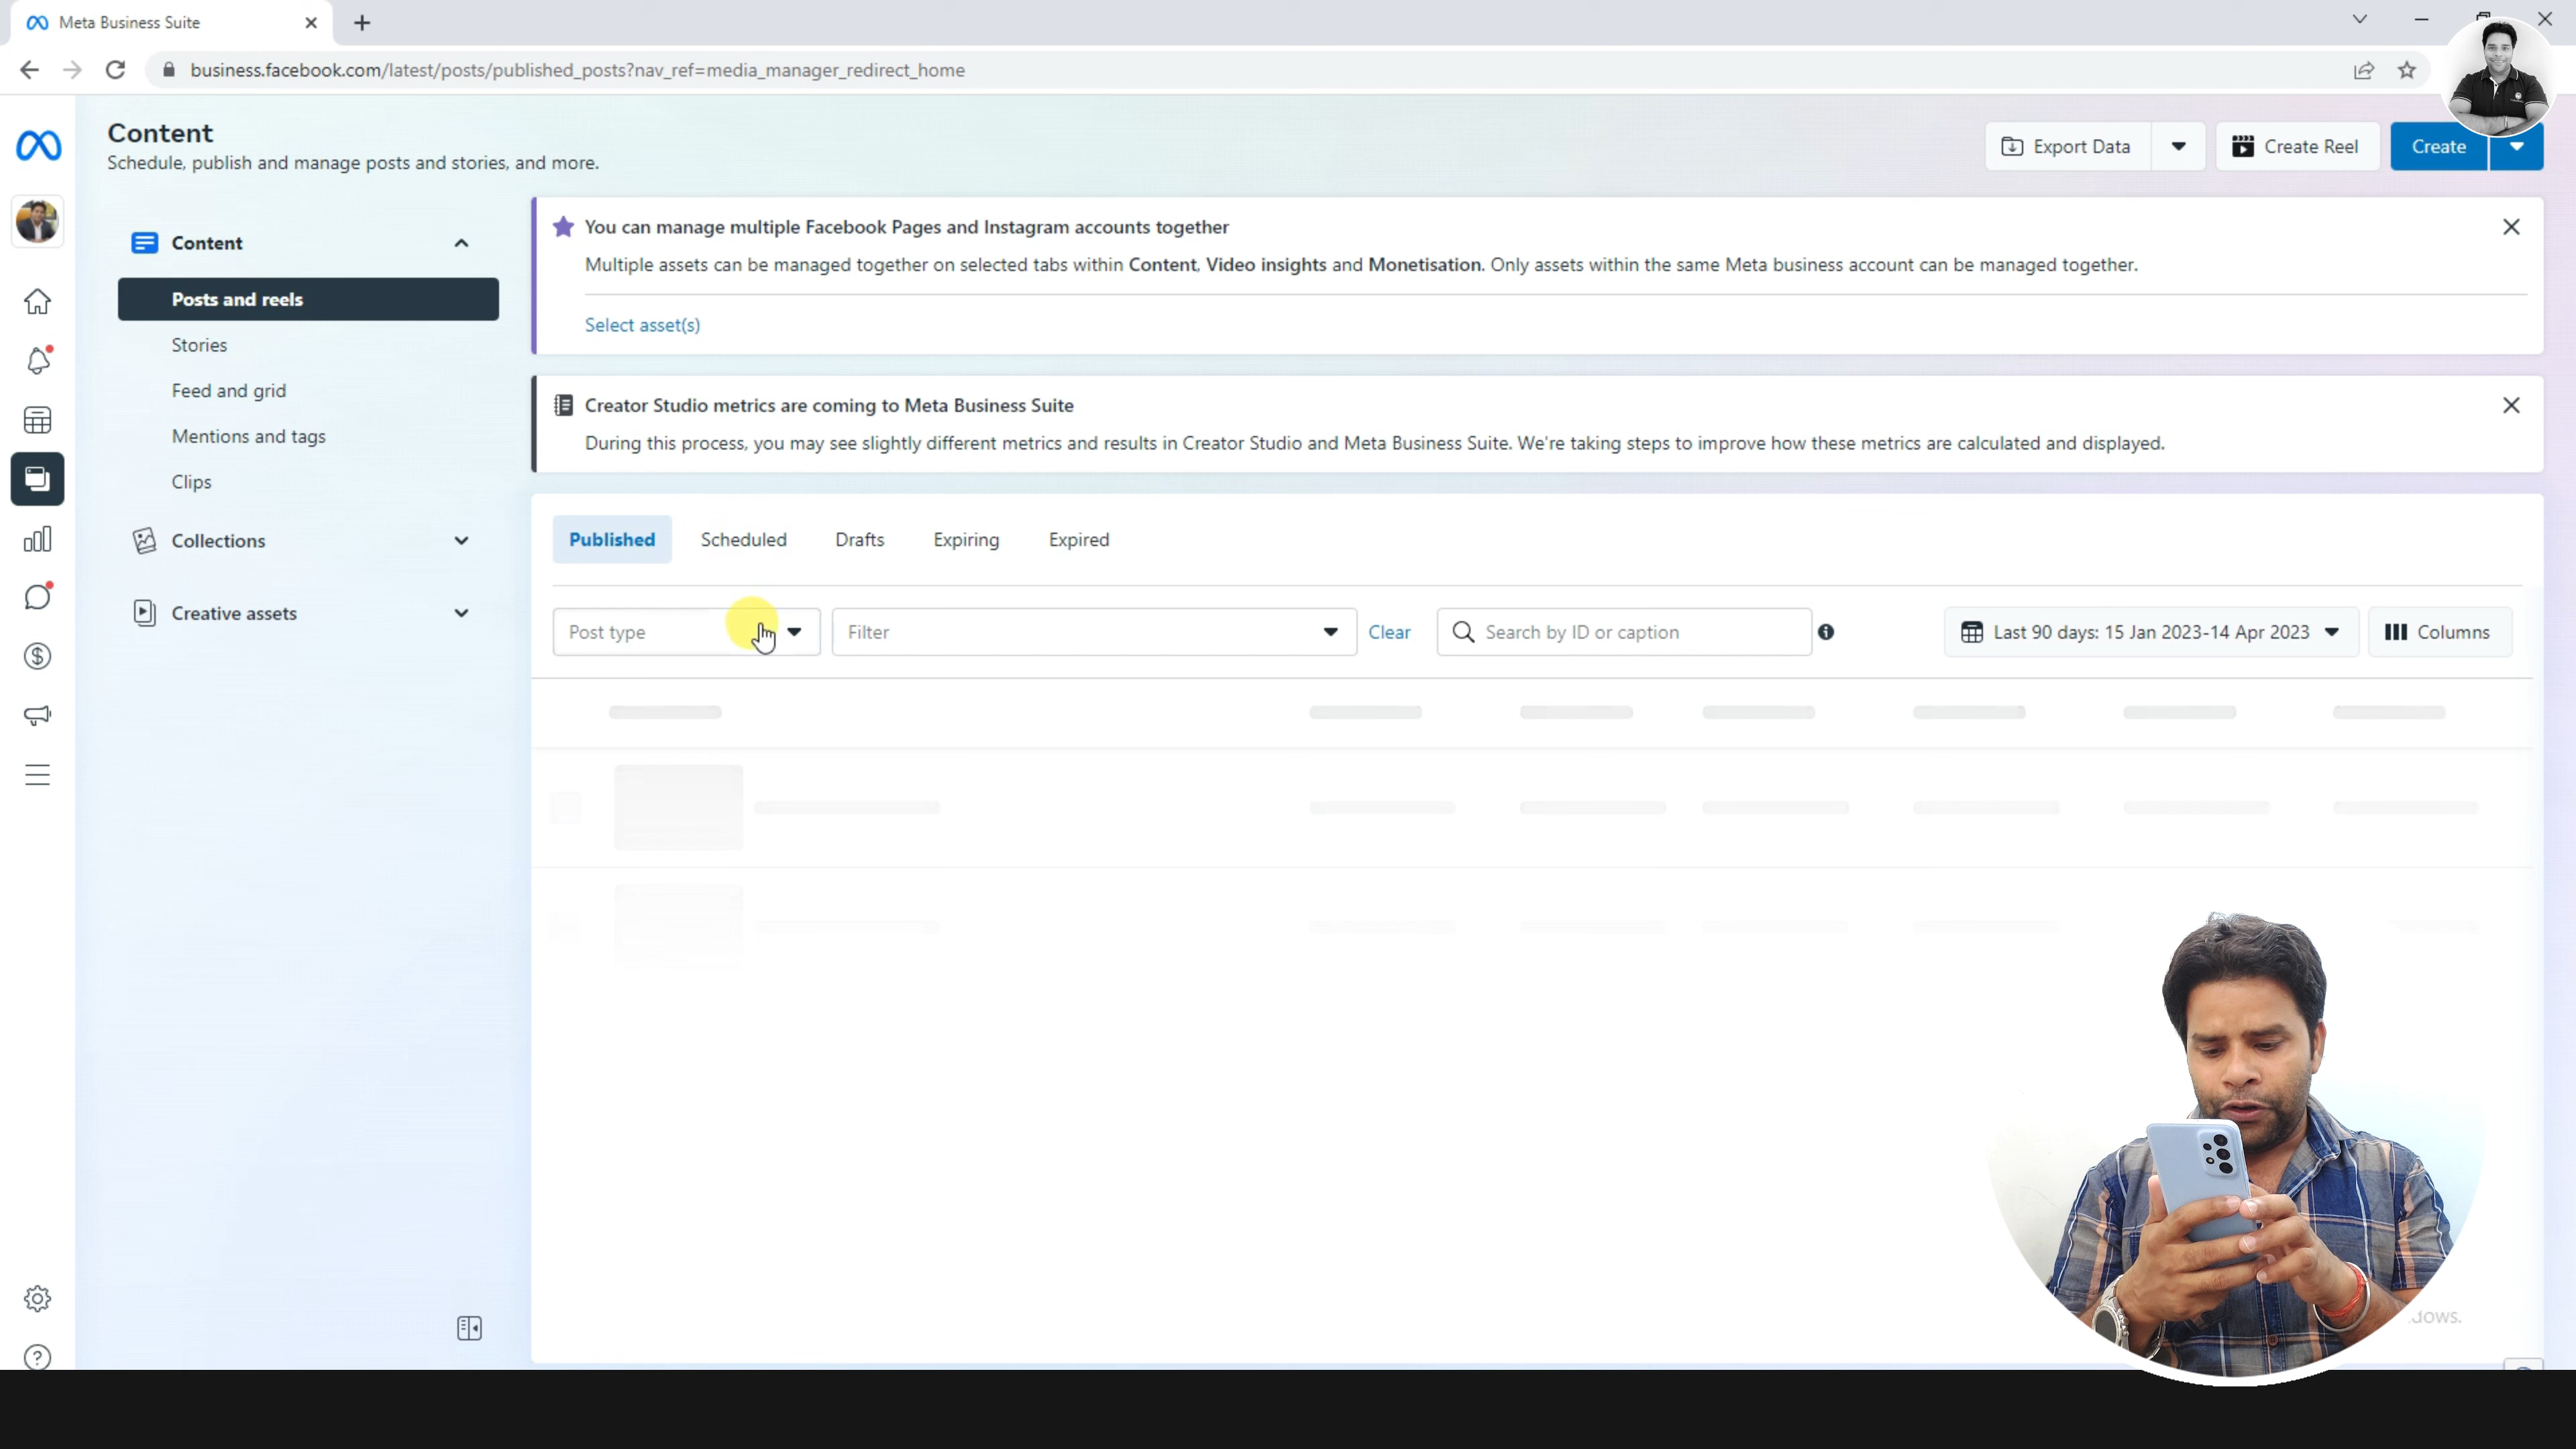 Meta Business Suite
business.facebook.com/latest/posts/published_posts?nav_ref=media_manager_redirect_home
Content
Schedule, publish and manage posts and stories, and more.
Export Data
Create Reel
Create
Content
Posts and reels
Stories
Feed and grid
Mentions and tags
Clips
Collections
Creative assets
You can manage multiple Facebook Pages and Instagram accounts together
Multiple assets can be managed together on selected tabs within Content, Video insights and Monetisation. Only assets within the same Meta business account can be managed together.
Select asset(s)
Creator Studio metrics are coming to Meta Business Suite
During this process, you may see slightly different metrics and results in Creator Studio and Meta Business Suite. We're taking steps to improve how these metrics are calculated and displayed.
Published Scheduled Drafts Expiring Expired
Post type Filter Clear Search by ID or caption Last 90 days: 15 Jan 2023-14 Apr 2023 Columns